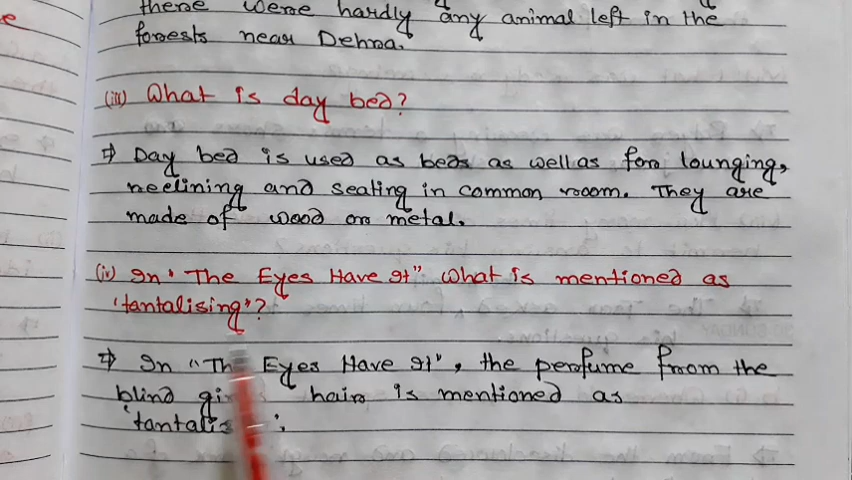 there were hardly any animal left in the
forests near Dehra.
(iii) What is day bed?
⇒ Day bed is used as beds as well as for lounging,
reclining and seating in common room. They are
made of wood or metal.
(iv) In "The Eyes Have It" what is mentioned as
'tantalising'?
⇒ In "The Eyes Have It", the perfume from the
blind hair is mentioned as